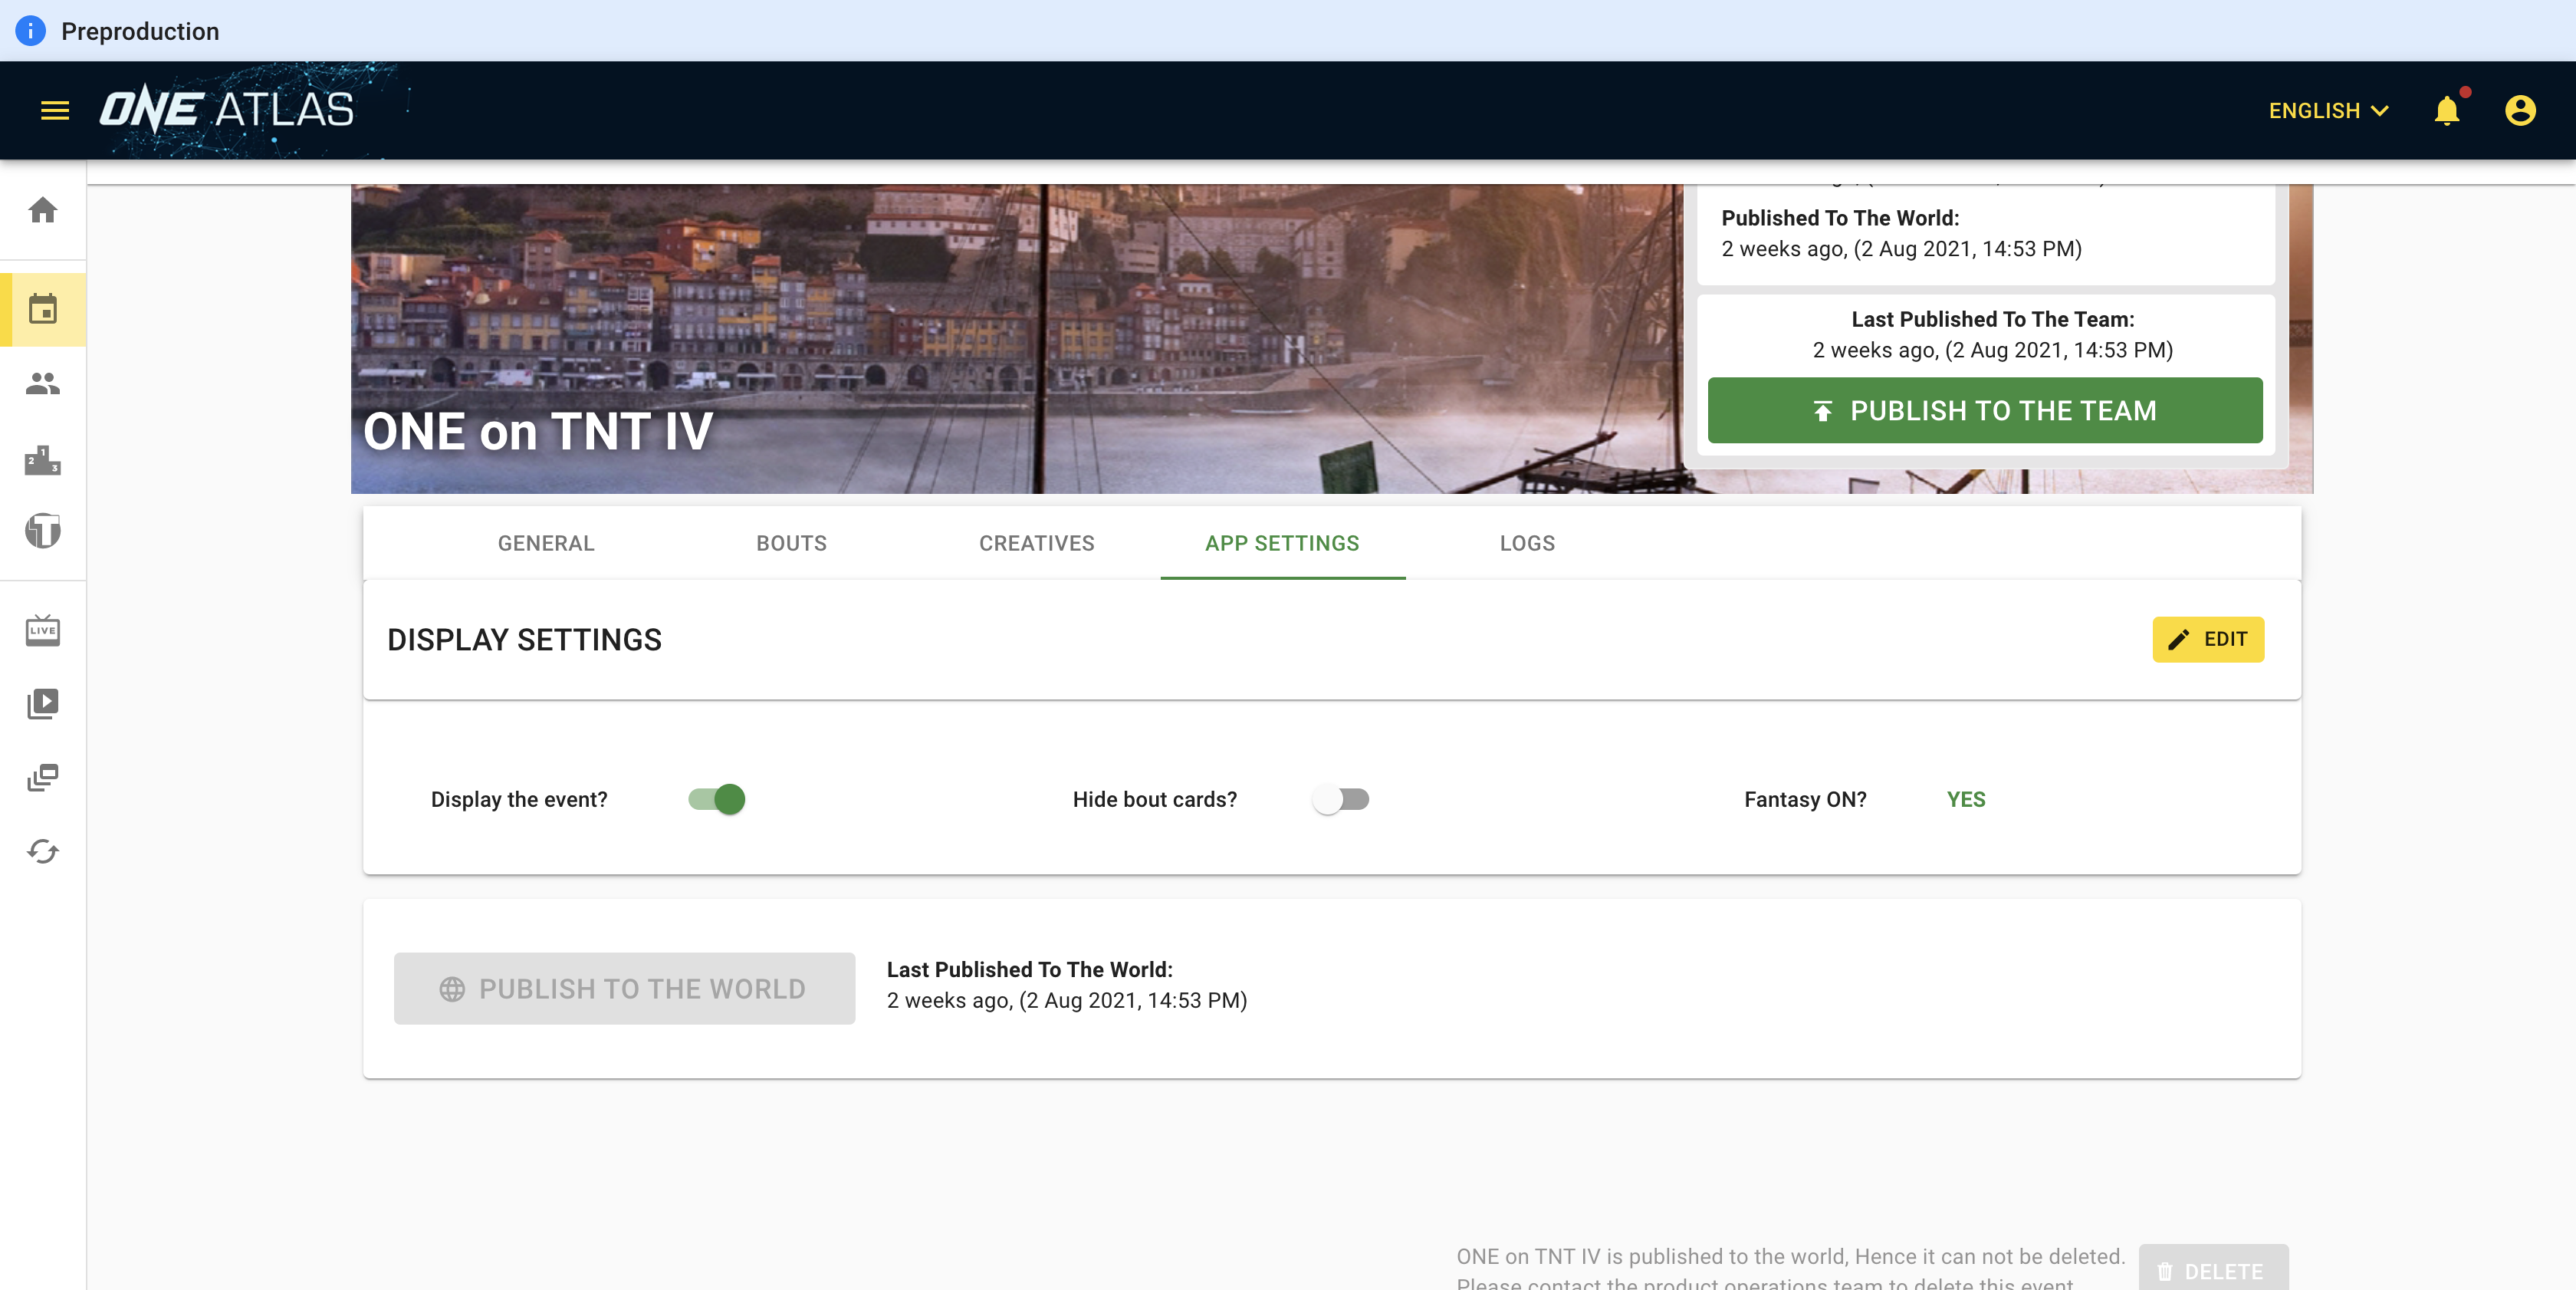 Preproduction
ONE ATLAS
ENGLISH
Published To The World:
2 weeks ago, (2 Aug 2021, 14:53 PM)
Last Published To The Team:
2 weeks ago, (2 Aug 2021, 14:53 PM)
PUBLISH TO THE TEAM
ONE on TNT IV
GENERAL
BOUTS
CREATIVES
APP SETTINGS
LOGS
DISPLAY SETTINGS
EDIT
LIVE
Display the event?
Hide bout cards?
Fantasy ON?
YES
PUBLISH TO THE WORLD
Last Published To The World:
2 weeks ago, (2 Aug 2021, 14:53 PM)
ONE on TNT IV is published to the world, Hence it can not be deleted.
Please contact the product operations team to delete this event
DELETE